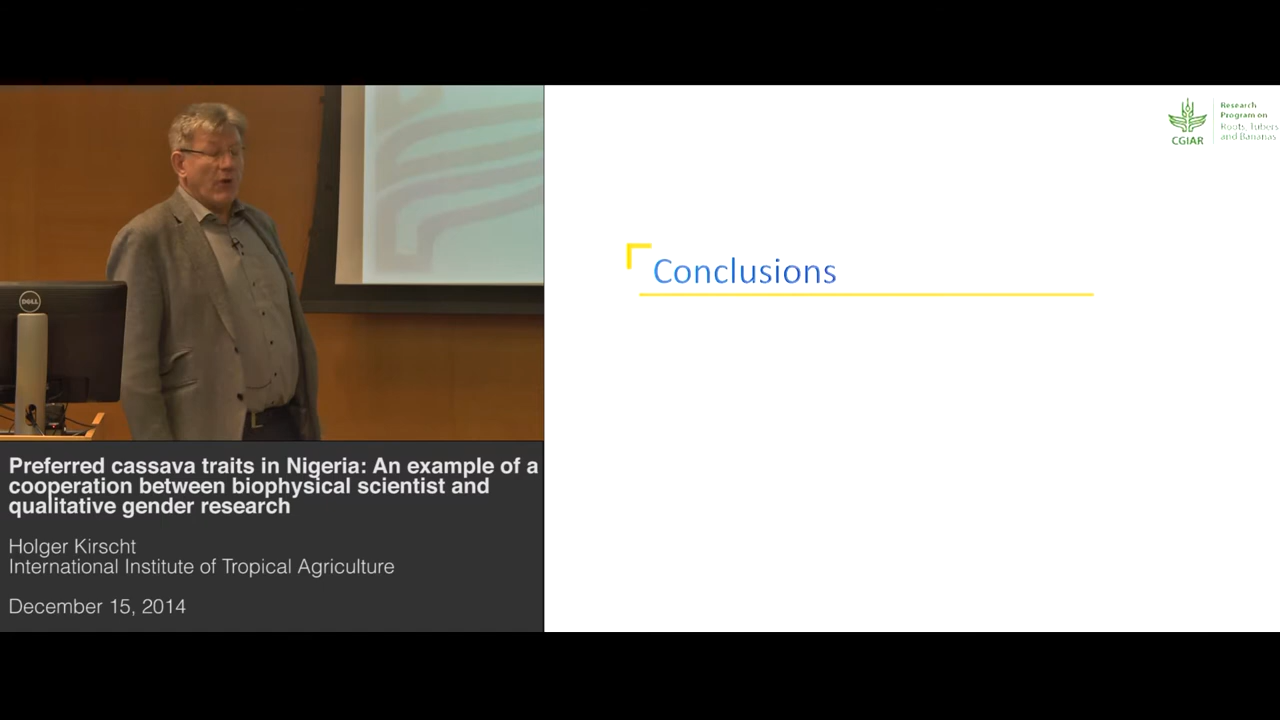 CGIAR
Research
Program on
Roots, Tubers
and Bananas
Conclusions
DELL
Preferred cassava traits in Nigeria: An example of a
cooperation between biophysical scientist and
qualitative gender research
Holger Kirscht
International Institute of Tropical Agriculture
December 15, 2014